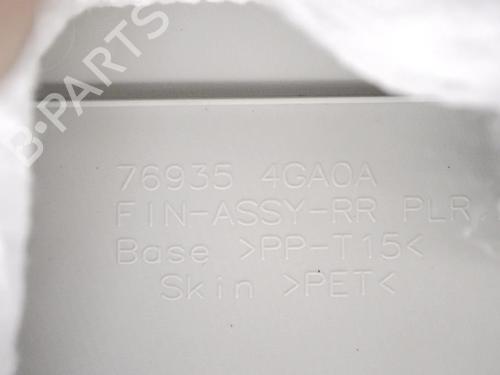 B-PARTS
76935 4GA0A
FIN-ASSY-RR PLR
Base >PP-T15<
Skin >PET<